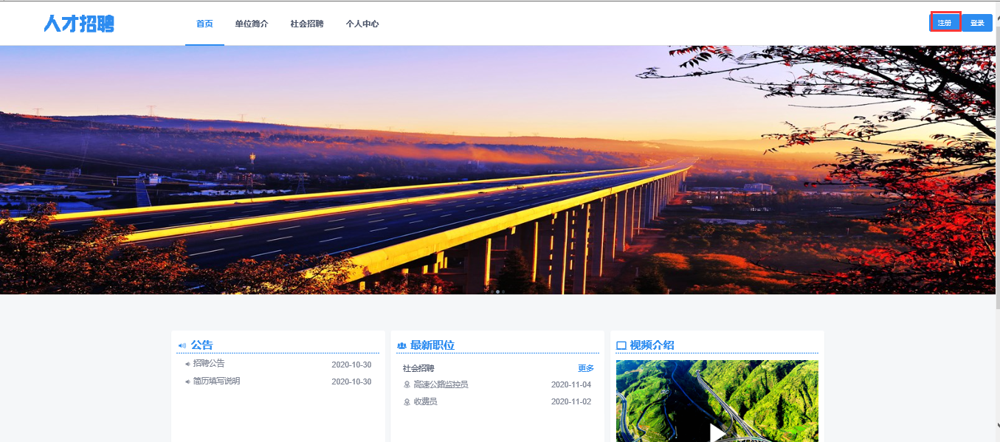 人才招聘
首页 单位简介 社会招聘 个人中心
注册 登录
公告
招聘公告 2020-10-30
简历填写说明 2020-10-30
最新职位
社会招聘 更多
高速公路监控员 2020-11-04
收费员 2020-11-02
视频介绍